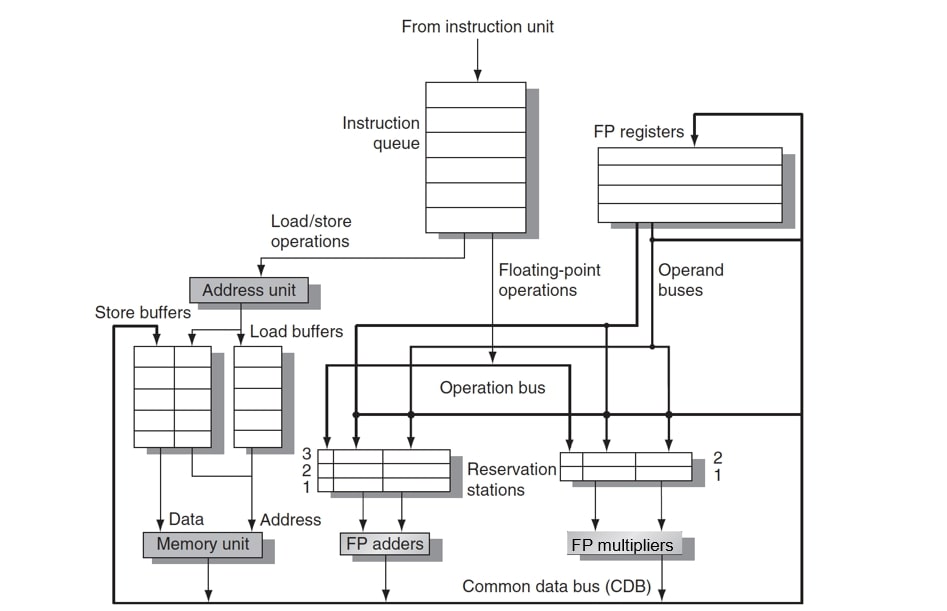 From instruction unit
Instruction
queue
FP registers
Load/store
operations
Floating-point
operations
Operand
buses
Address unit
Store buffers
Load buffers
Operation bus
3
2
1
Reservation
stations
2
1
Data
Address
Memory unit
FP adders
FP multipliers
Common data bus (CDB)